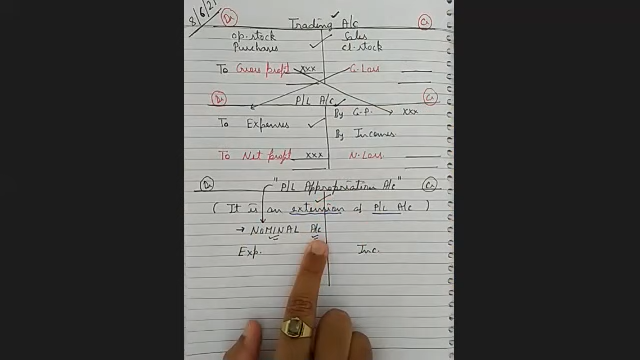 8/6/21
Dr Trading A/c Cr
op. stock Sales
Purchases cl. stock
To Gross profit xxx G. Loss
Dr P/L A/c Cr
By G.P. xxx
To Expenses
By Incomes
To Net profit xxx N. Loss
Dr "P/L Appropriation A/c" Cr
( It is an extension of P/L A/c )
→ NOMINAL A/c
Exp. Inc.